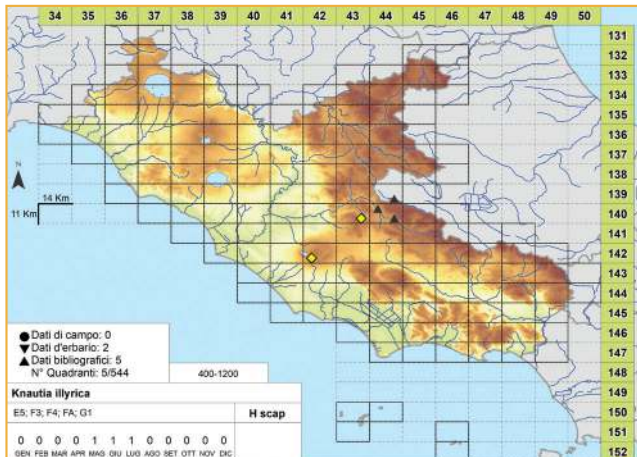 34 35 36 37 38 39 40 41 42 43 44 45 46 47 48 49 50
131
132
133
134
135
136
137
138
139
140
141
142
143
144
145
146
147
148
149
150
151
152
N
14 Km
11 Km
Dati di campo: 0
Dati d'erbario: 2
Dati bibliografici: 5
N° Quadranti: 5/544
400-1200
Knautia illyrica
E5; F3; F4; FA; G1
H scap
0 0 0 0 1 1 1 0 0 0 0 0
GEN FEB MAR APR MAG GIU LUG AGO SET OTT NOV DIC